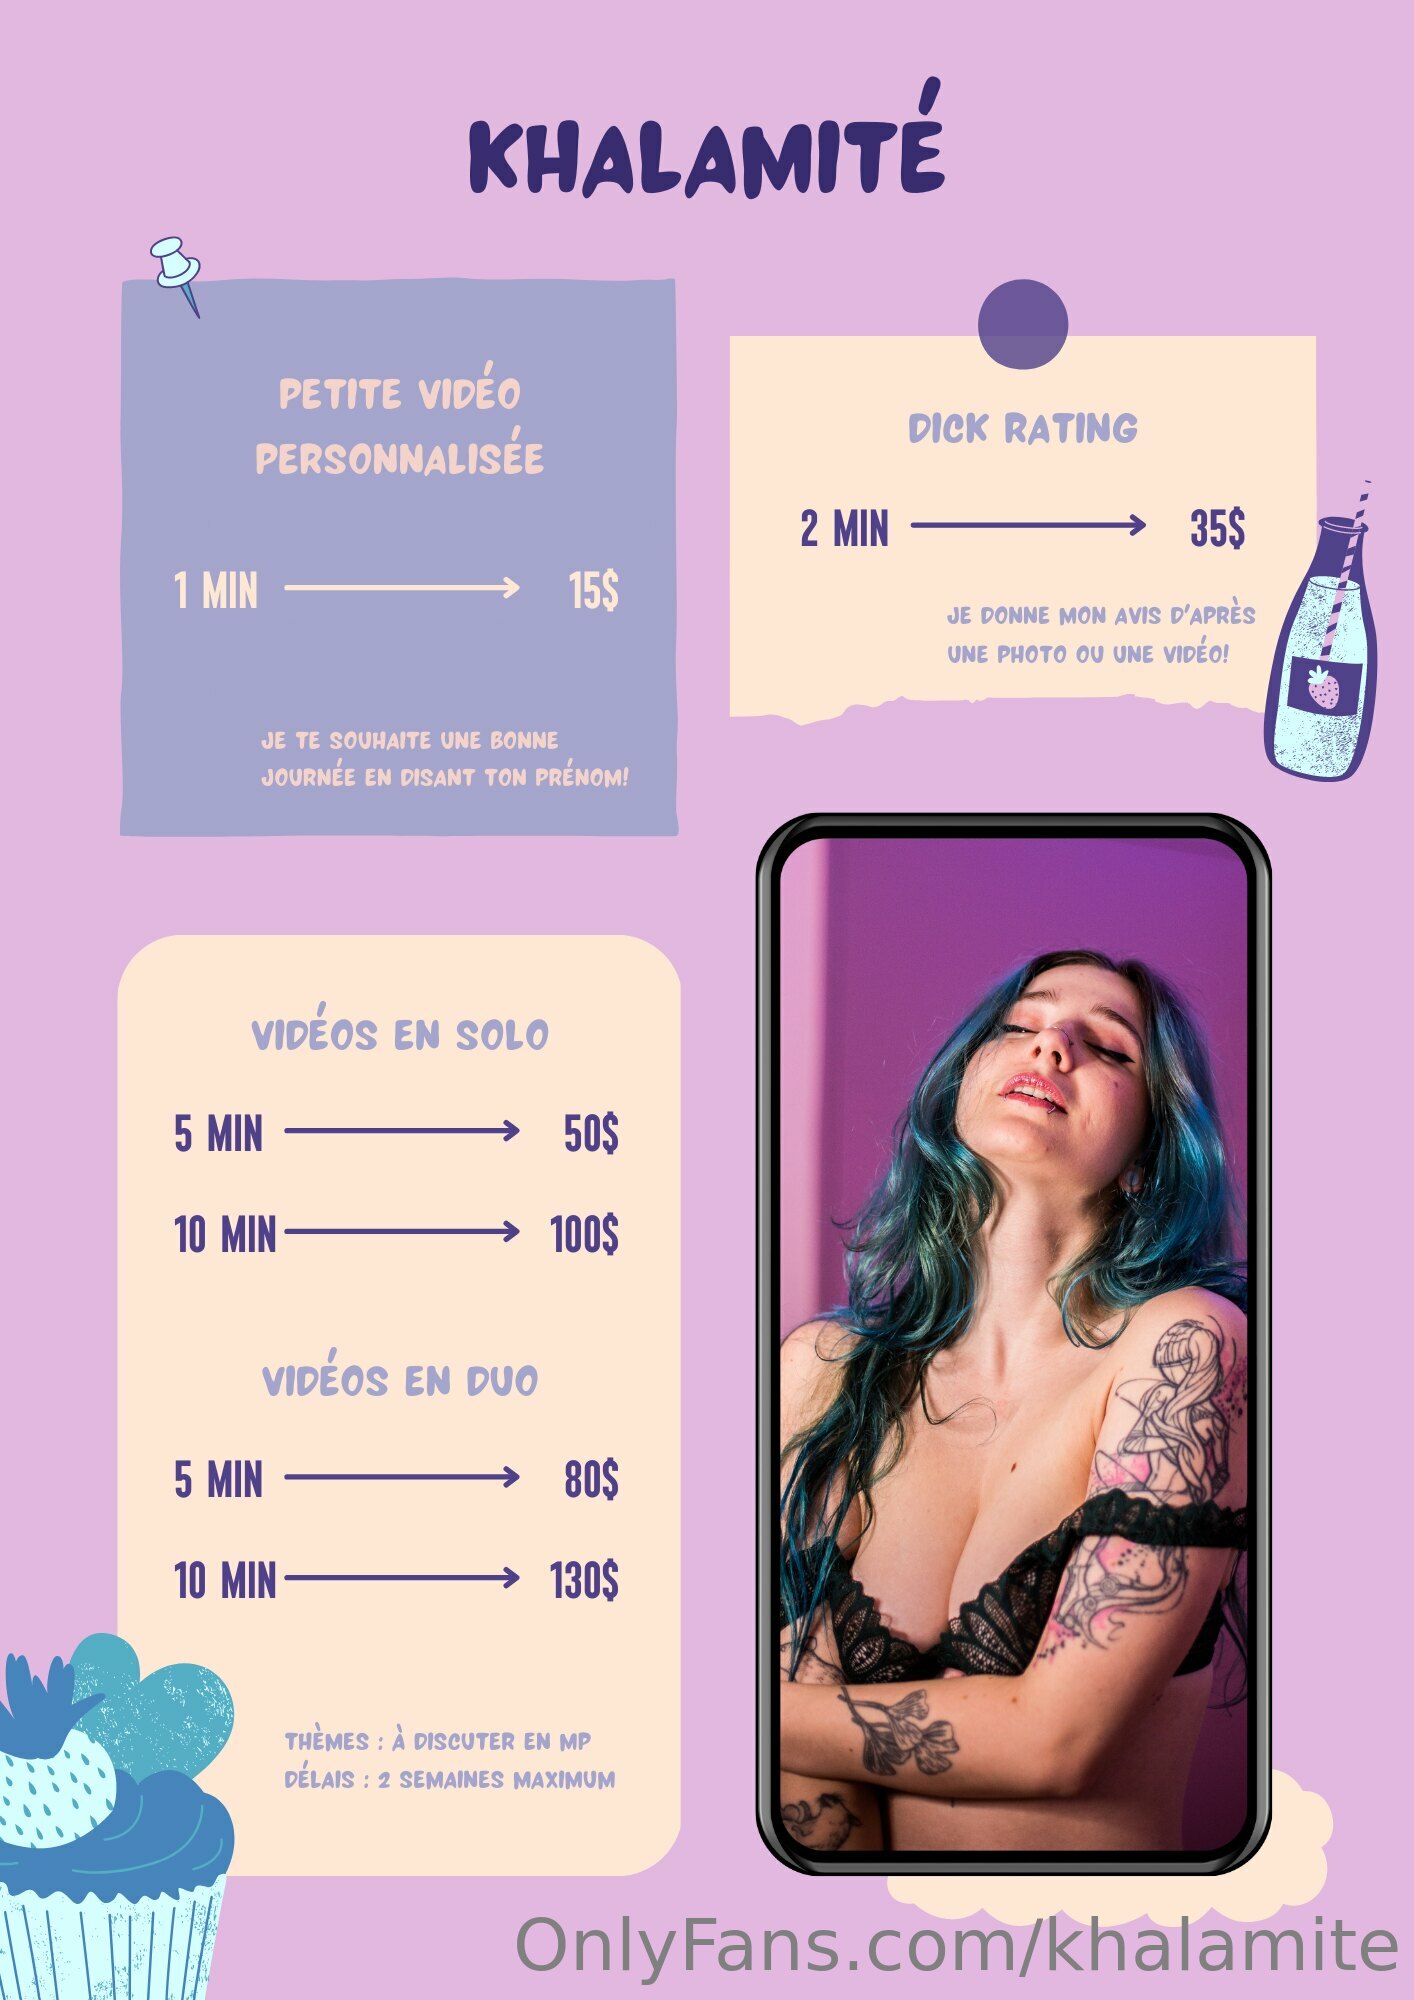 KHALAMITÉ
PETITE VIDÉO
PERSONNALISÉE
1 MIN 15$
JE TE SOUHAITE UNE BONNE
JOURNÉE EN DISANT TON PRÉNOM!
DICK RATING
2 MIN 35$
JE DONNE MON AVIS D'APRÈS
UNE PHOTO OU UNE VIDÉO!
VIDÉOS EN SOLO
5 MIN 50$
10 MIN 100$
VIDÉOS EN DUO
5 MIN 80$
10 MIN 130$
THÈMES : À DISCUTER EN MP
DÉLAIS : 2 SEMAINES MAXIMUM
OnlyFans.com/khalamite